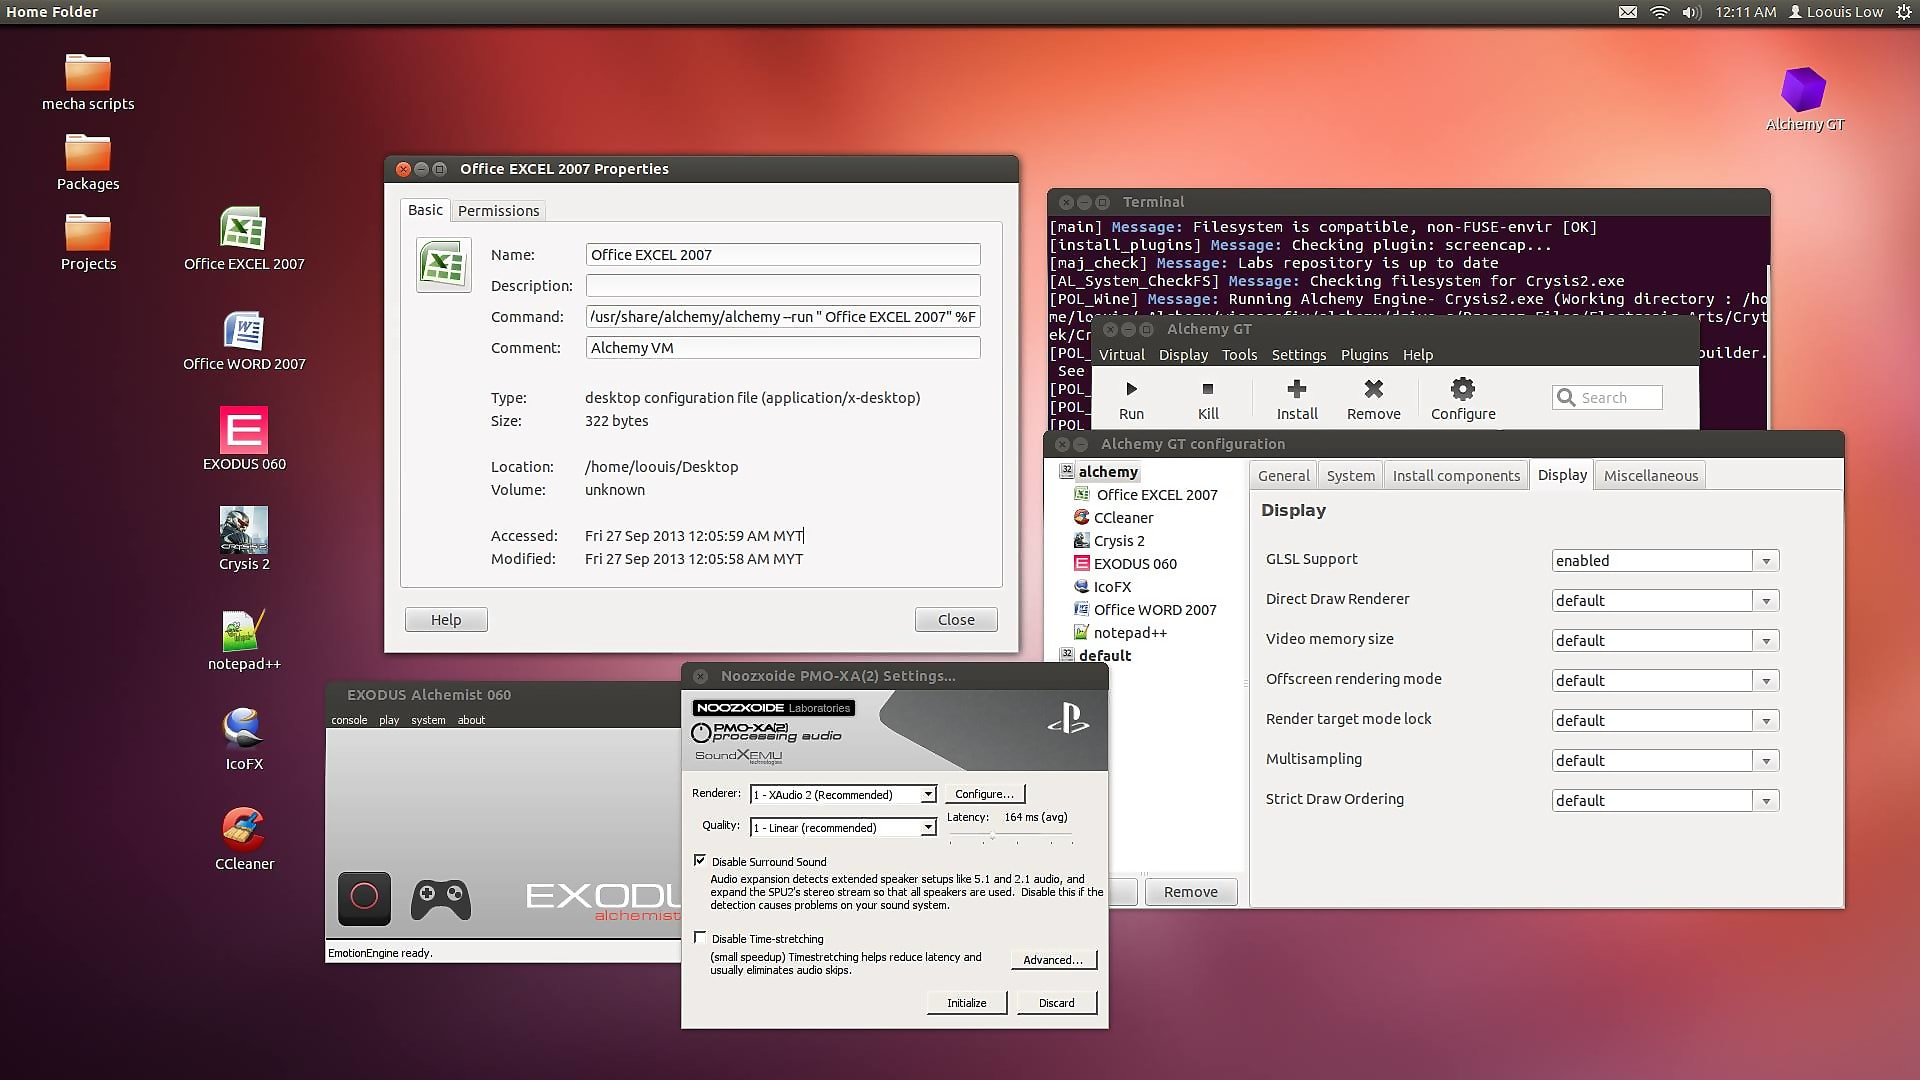 Home Folder
12:11 AM Loouis Low
mecha scripts
Packages
Projects
Office EXCEL 2007
Office WORD 2007
EXODUS 060
Crysis 2
notepad++
IcoFX
CCleaner
Alchemy GT
Office EXCEL 2007 Properties
Basic Permissions
Name: Office EXCEL 2007
Description:
Command: /usr/share/alchemy/alchemy --run " Office EXCEL 2007" %F
Comment: Alchemy VM
Type: desktop configuration file (application/x-desktop)
Size: 322 bytes
Location: /home/loouis/Desktop
Volume: unknown
Accessed: Fri 27 Sep 2013 12:05:59 AM MYT
Modified: Fri 27 Sep 2013 12:05:58 AM MYT
Help Close
Terminal
[main] Message: Filesystem is compatible, non-FUSE-envir [OK]
[install_plugins] Message: Checking plugin: screencap...
[maj_check] Message: Labs repository is up to date
[AL_System_CheckFS] Message: Checking filesystem for Crysis2.exe
[POL_Wine] Message: Running Alchemy Engine- Crysis2.exe (Working directory : /ho
Arts/Cryt
ek/Cr
[POL_ builder.
See
[POL_
[POL_
[POL_
Alchemy GT
Virtual Display Tools Settings Plugins Help
Run Kill Install Remove Configure Search
Alchemy GT configuration
alchemy
Office EXCEL 2007
CCleaner
Crysis 2
EXODUS 060
IcoFX
Office WORD 2007
notepad++
default
Remove
General System Install components Display Miscellaneous
Display
GLSL Support enabled
Direct Draw Renderer default
Video memory size default
Offscreen rendering mode default
Render target mode lock default
Multisampling default
Strict Draw Ordering default
EXODUS Alchemist 060
console play system about
EXODU
alchemist
EmotionEngine ready.
Noozxoide PMO-XA(2) Settings...
NOOZXOIDE Laboratories
PMO-XA(2)
processing audio
SoundXEMU
technologies
Renderer: 1 - XAudio 2 (Recommended) Configure...
Latency: 164 ms (avg)
Quality: 1 - Linear (recommended)
Disable Surround Sound
Audio expansion detects extended speaker setups like 5.1 and 2.1 audio, and
expand the SPU2's stereo stream so that all speakers are used. Disable this if the
detection causes problems on your sound system.
Disable Time-stretching
(small speedup) Timestretching helps reduce latency and
usually eliminates audio skips.
Advanced...
Initialize Discard